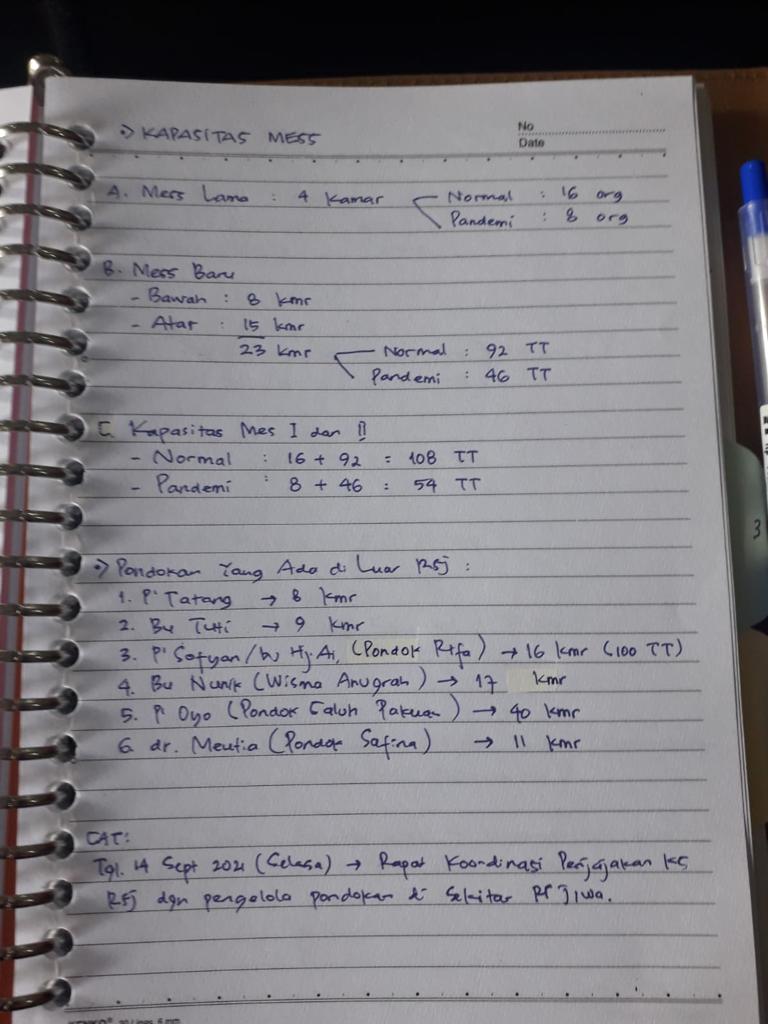 •) KAPASITAS MESS
No
Date
A. Mess Lama : 4 Kamar Normal : 16 org
Pandemi : 8 org
B. Mess Baru
- Bawah : 8 kmr
- Atas : 15 kmr
23 kmr Normal : 92 TT
Pandemi : 46 TT
C. Kapasitas Mes I dan II
- Normal : 16 + 92 = 108 TT
- Pandemi : 8 + 46 : 54 TT
•) Pondokan Yang Ada di Luar RSJ :
1. P' Tatang → 8 kmr
2. Bu Tuti → 9 kmr
3. P' Sofyan/bu Hj. Ai, (Pondok Rifa) → 16 kmr (100 TT)
4. Bu Nunik (Wisma Anugrah) → 17 kmr
5. P' Oyo (Pondok Galuh Pakuan) → 40 kmr
6. dr. Meutia (Pondok Safina) → 11 kmr
CAT:
Tgl. 14 Sept 2021 (Selasa) → Rapat Koordinasi Penjajakan KS
RSJ dgn pengelola pondokan di Sekitar RS Jiwa.
3